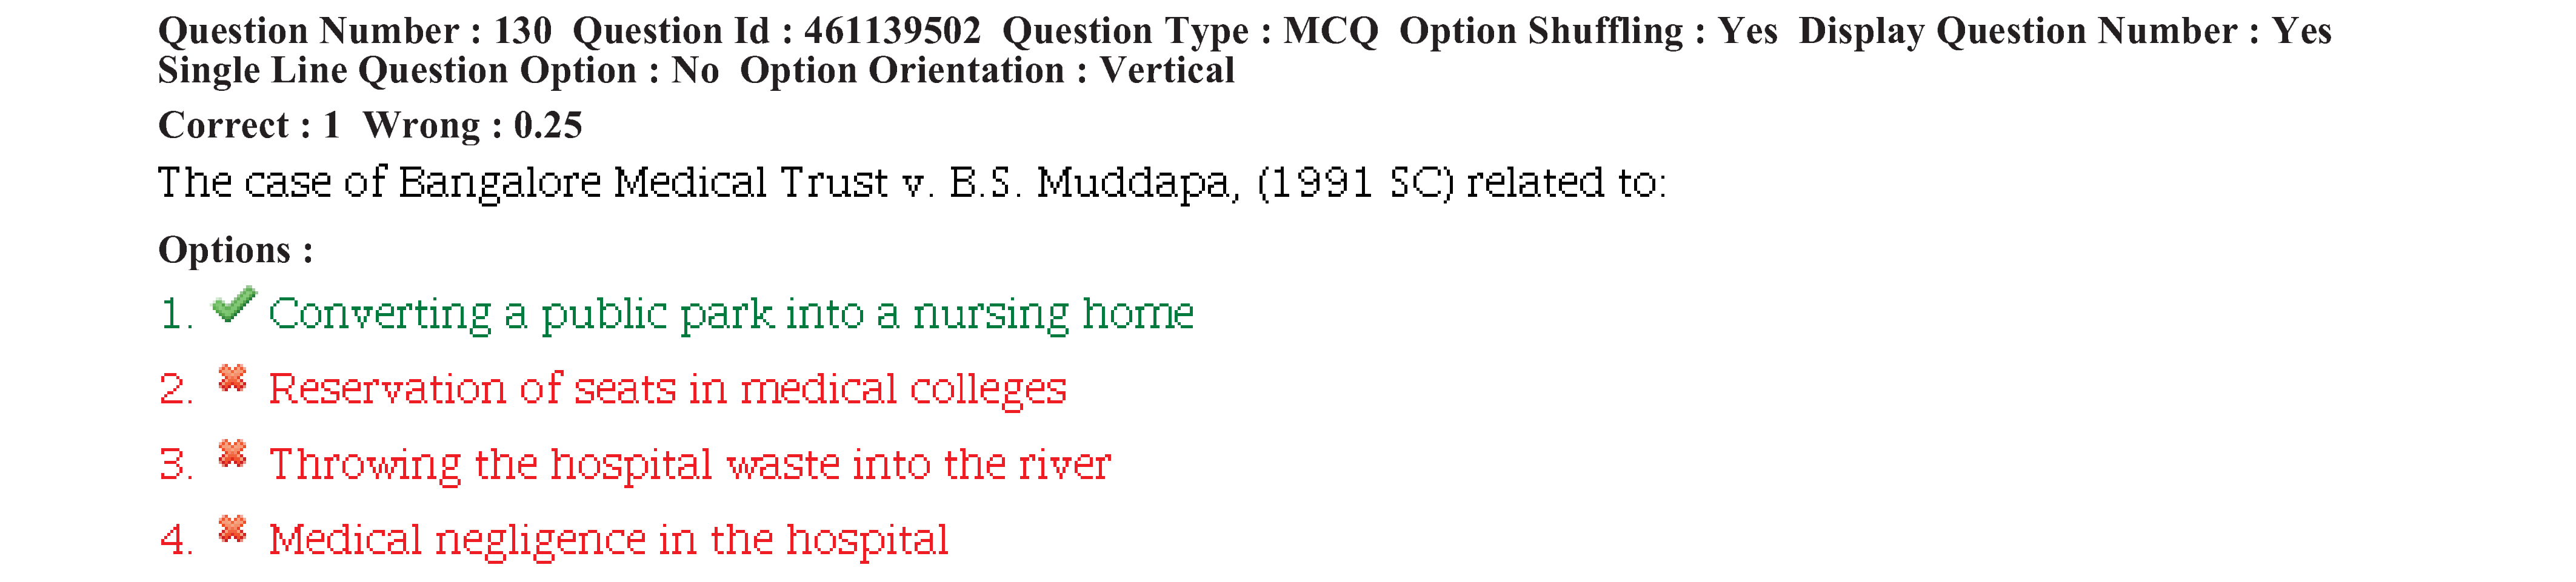 Question Number : 130 Question Id : 461139502 Question Type : MCQ Option Shuffling : Yes Display Question Number : Yes
Single Line Question Option : No Option Orientation : Vertical
Correct : 1 Wrong : 0.25
The case of Bangalore Medical Trust v. B.S. Muddapa, (1991 SC) related to:
Options :
1. Converting a public park into a nursing home
2. Reservation of seats in medical colleges
3. Throwing the hospital waste into the river
4. Medical negligence in the hospital